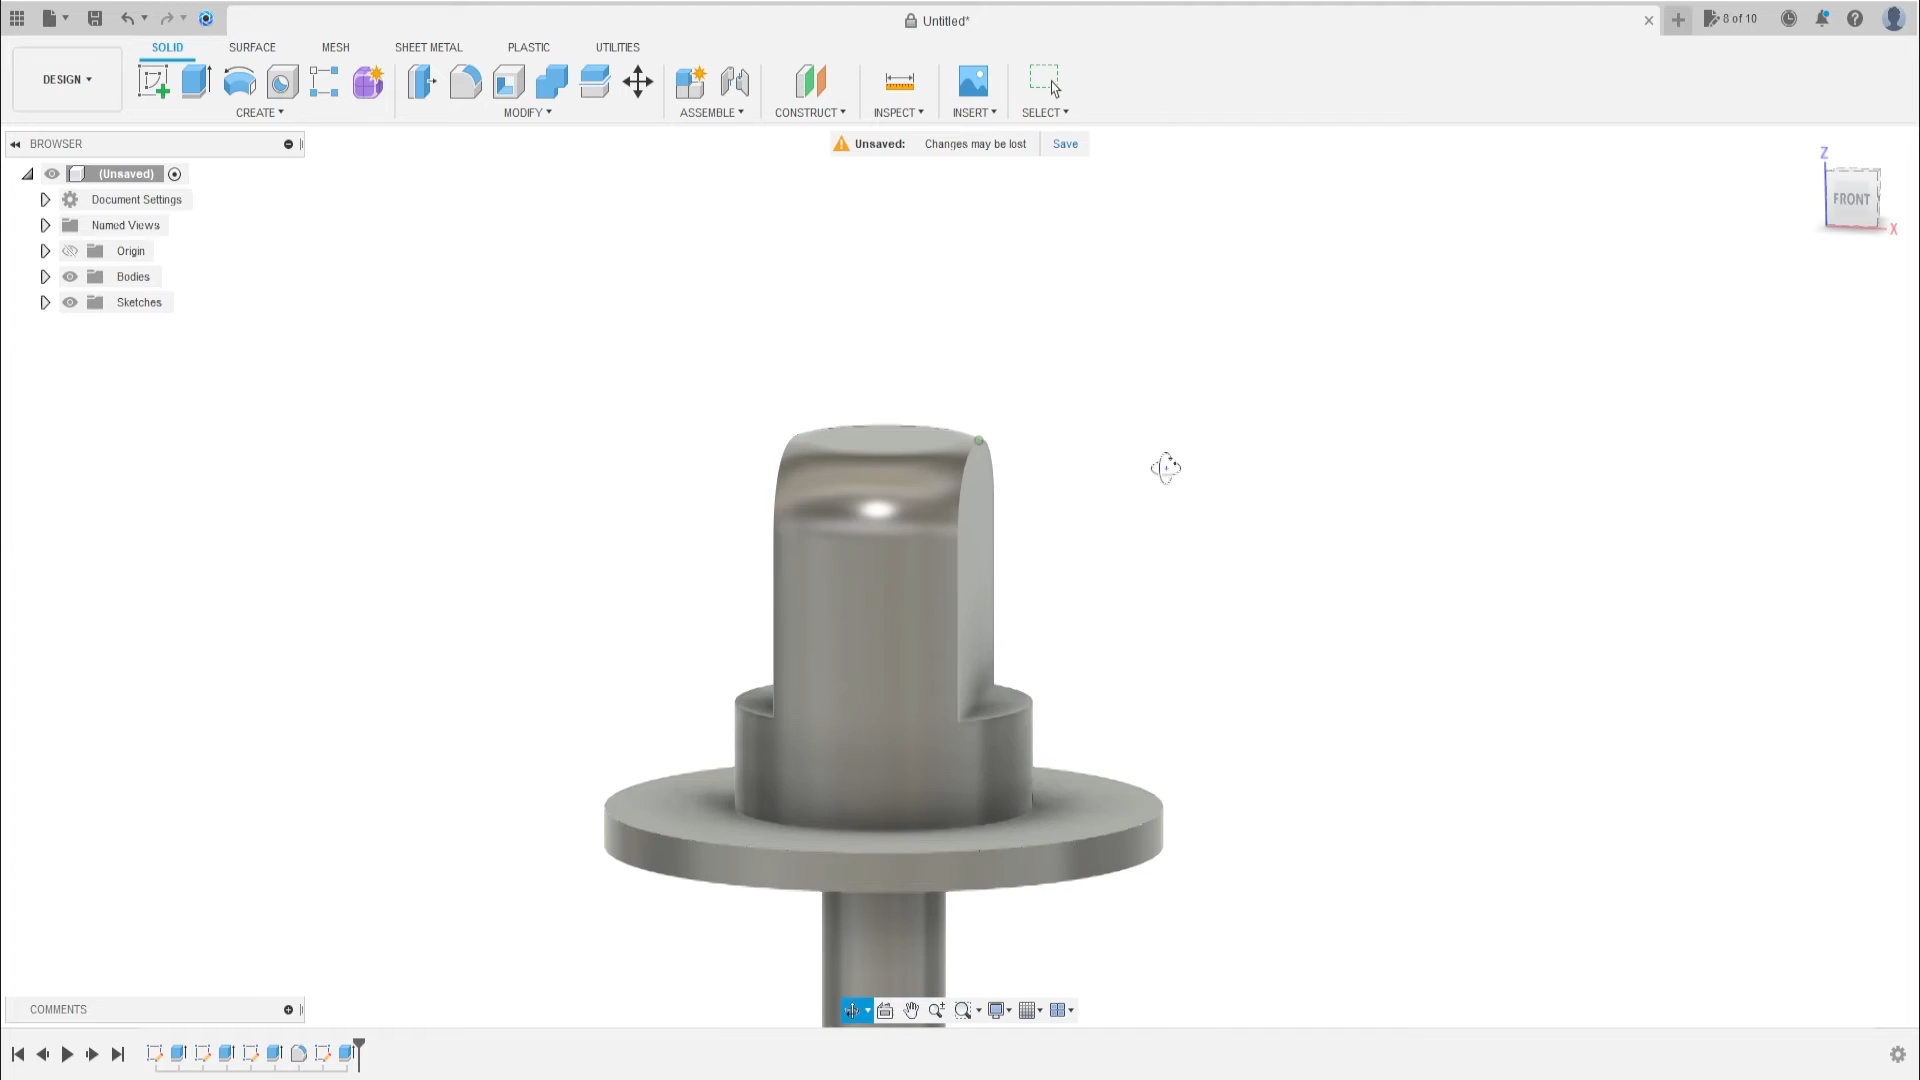 Untitled*
8 of 10
SOLID SURFACE MESH SHEET METAL PLASTIC UTILITIES
DESIGN
CREATE MODIFY ASSEMBLE CONSTRUCT INSPECT INSERT SELECT
BROWSER
Unsaved: Changes may be lost Save
(Unsaved)
Document Settings
Named Views
Origin
Bodies
Sketches
Z
FRONT
X
COMMENTS